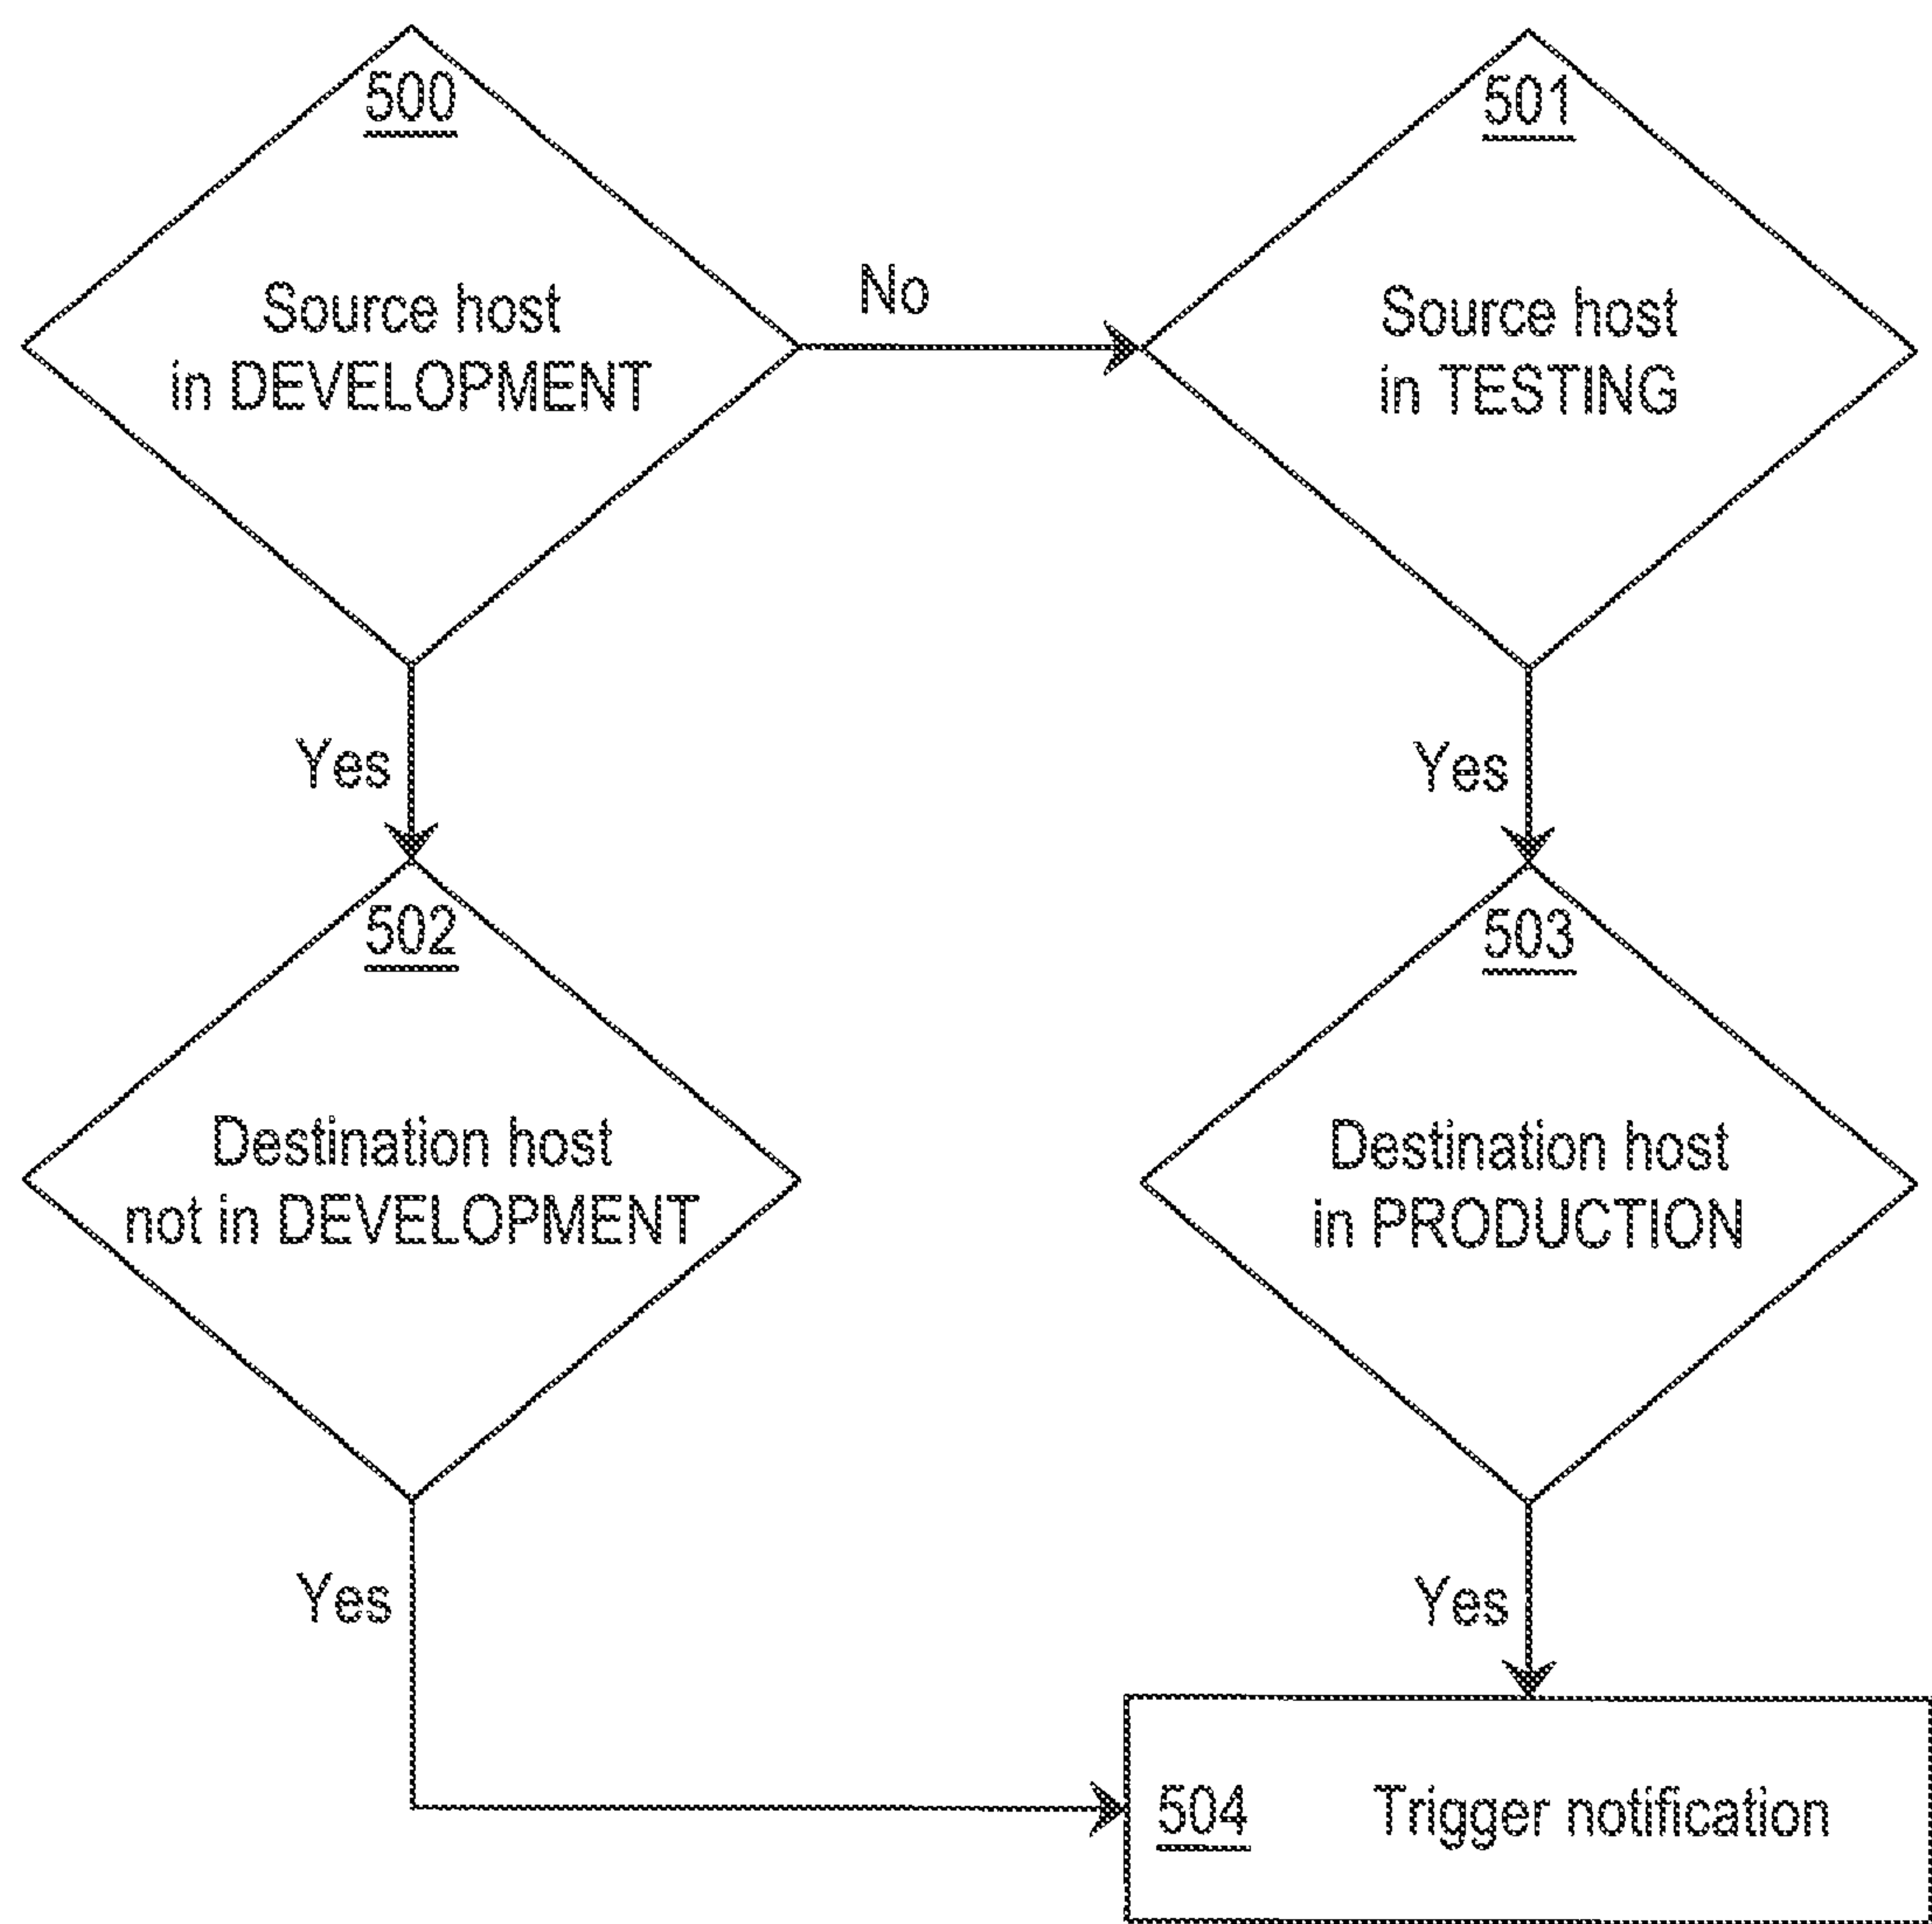 500
Source host
in DEVELOPMENT
No
501
Source host
in TESTING
Yes
Yes
502
Destination host
not in DEVELOPMENT
503
Destination host
in PRODUCTION
Yes
Yes
504 Trigger notification